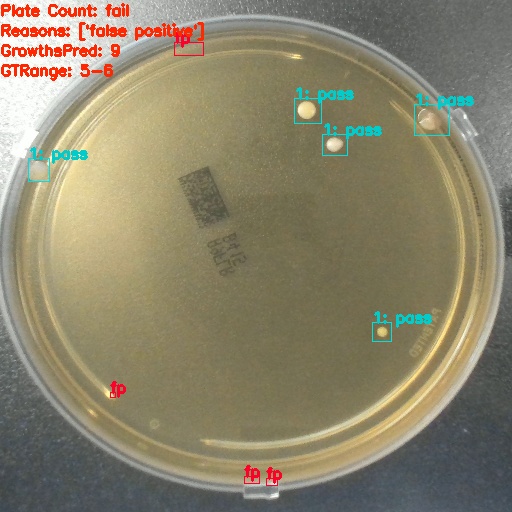 Plate Count: fail
Reasons: ['false positive']
GrowthsPred: 9
GTRange: 5-6
fp
1: pass
1: pass
1: pass
1: pass
1: pass
fp
fp
fp
PATENTED